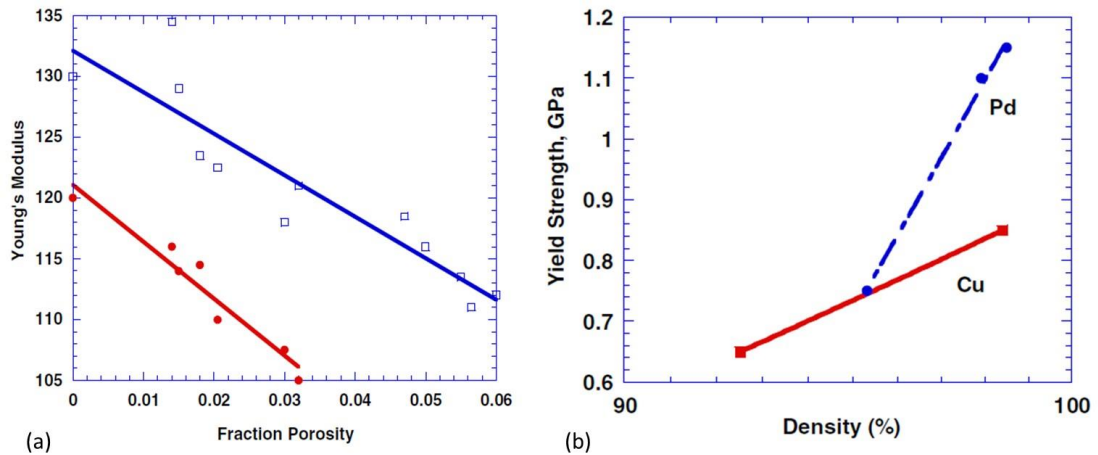 135
130
125
120
115
110
105
Young's Modulus
0 0.01 0.02 0.03 0.04 0.05 0.06
Fraction Porosity
(a)
1.2
1.1
1
0.9
0.8
0.7
0.6
Yield Strength, GPa
Pd
Cu
90 100
Density (%)
(b)